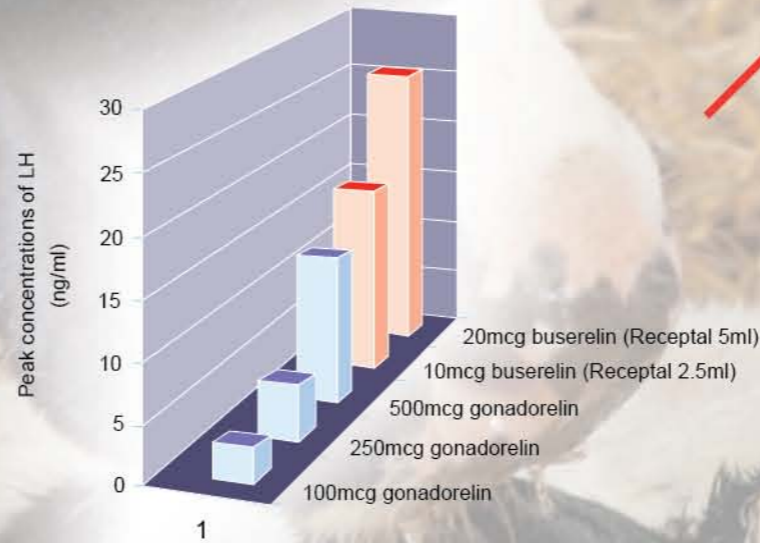 Peak concentrations of LH
(ng/ml)
30
25
20
15
10
5
0
1
20mcg buserelin (Receptal 5ml)
10mcg buserelin (Receptal 2.5ml)
500mcg gonadorelin
250mcg gonadorelin
100mcg gonadorelin